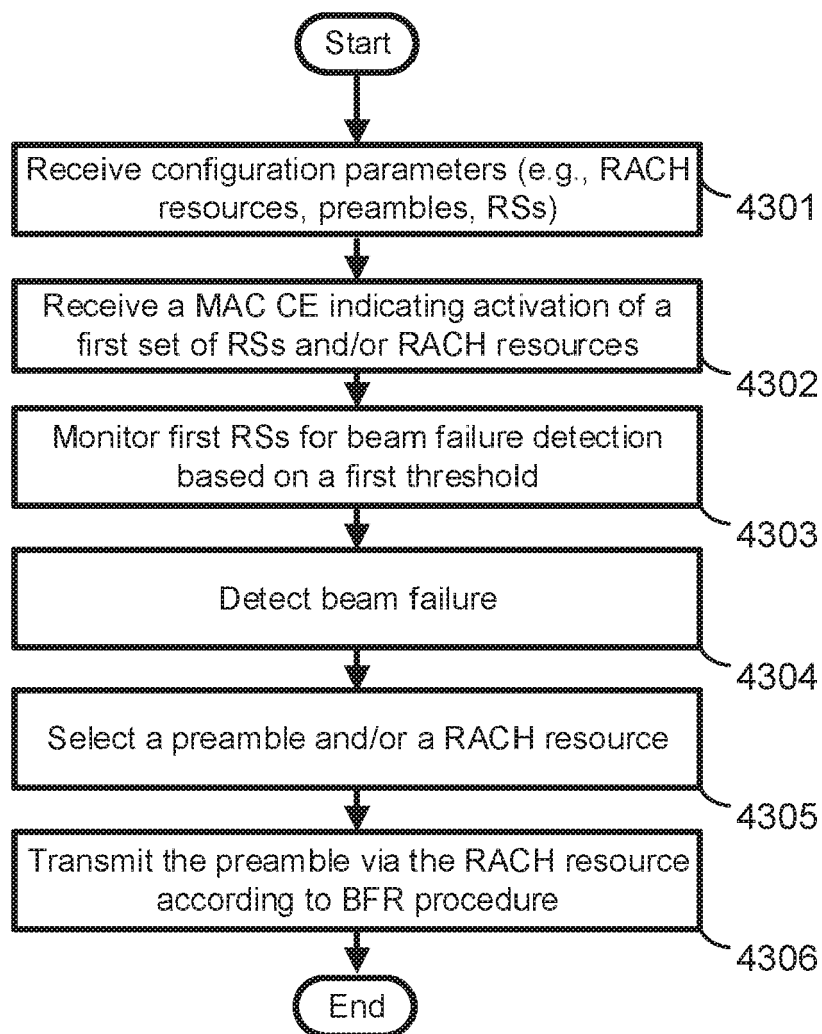 Start
Receive configuration parameters (e.g., RACH
resources, preambles, RSs)
4301
Receive a MAC CE indicating activation of a
first set of RSs and/or RACH resources
4302
Monitor first RSs for beam failure detection
based on a first threshold
4303
Detect beam failure
4304
Select a preamble and/or a RACH resource
4305
Transmit the preamble via the RACH resource
according to BFR procedure
4306
End